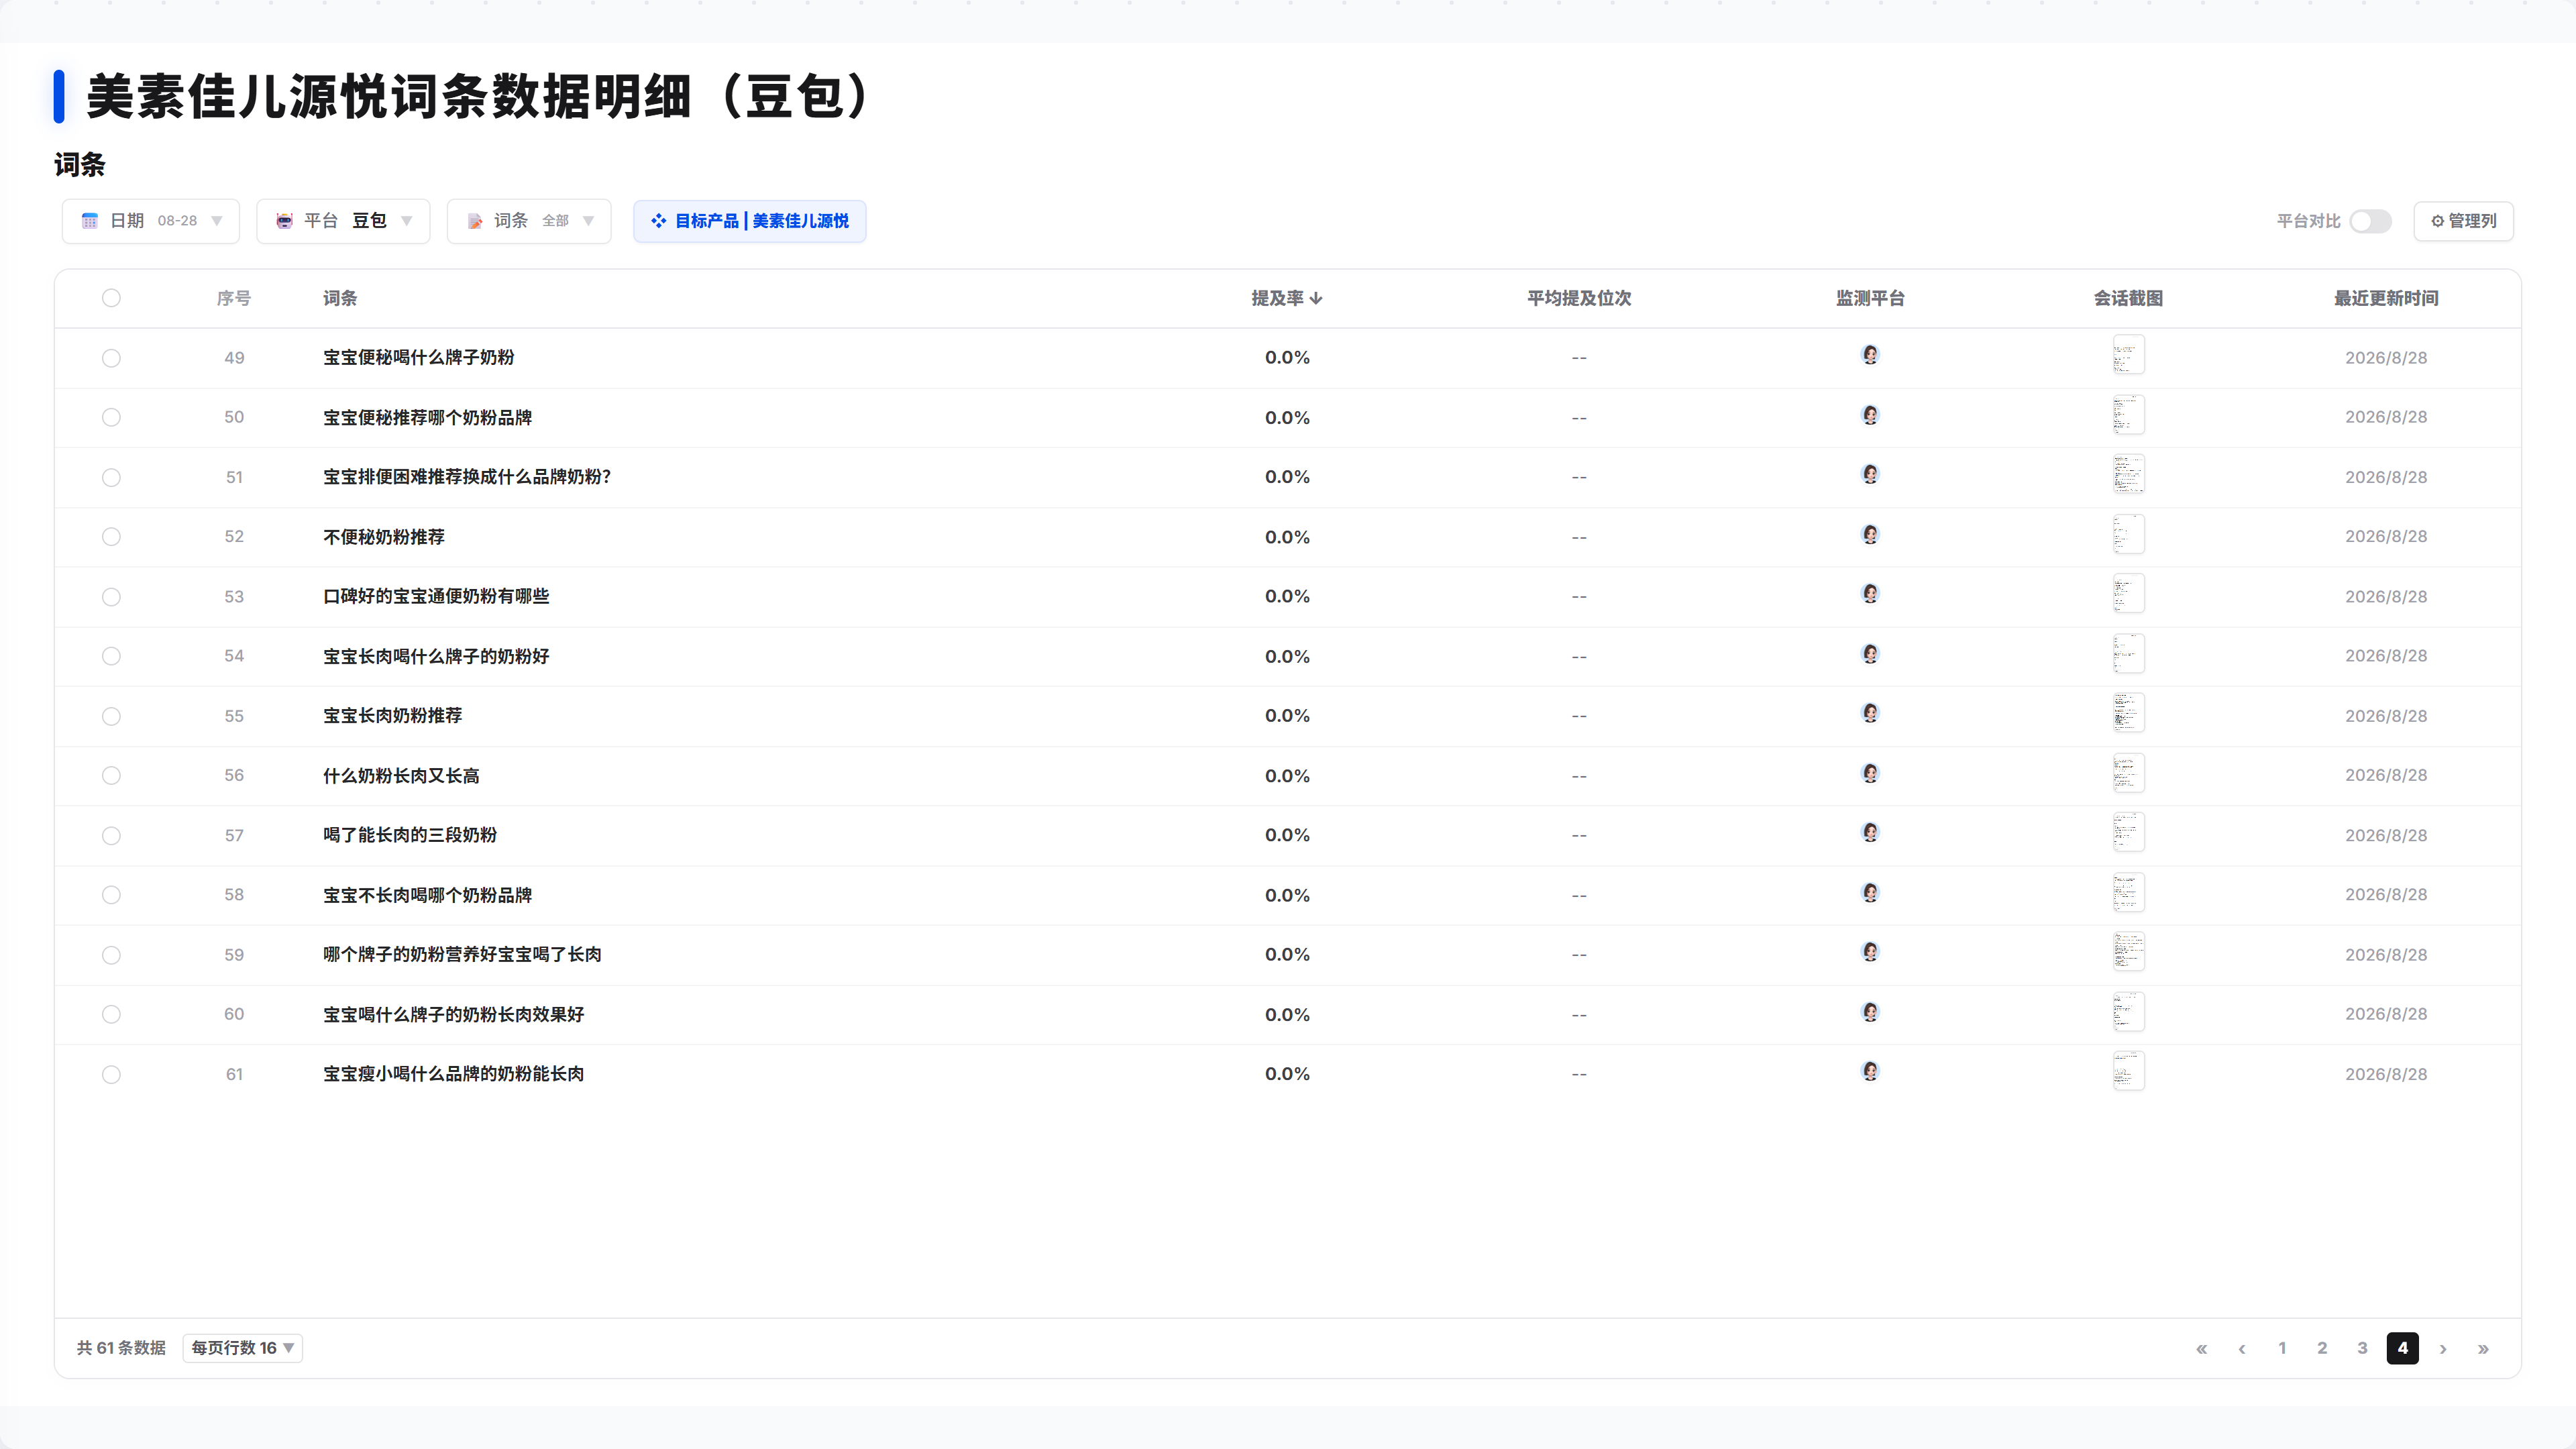 美素佳儿源悦词条数据明细（豆包）
词条
日期 08-28 ▼ 平台 豆包 ▼ 词条 全部 ▼ 目标产品 | 美素佳儿源悦 平台对比 管理列
序号 词条 提及率 ↓ 平均提及位次 监测平台 会话截图 最近更新时间
49 宝宝便秘喝什么牌子奶粉 0.0% -- 2026/8/28
50 宝宝便秘推荐哪个奶粉品牌 0.0% -- 2026/8/28
51 宝宝排便困难推荐换成什么品牌奶粉？ 0.0% -- 2026/8/28
52 不便秘奶粉推荐 0.0% -- 2026/8/28
53 口碑好的宝宝通便奶粉有哪些 0.0% -- 2026/8/28
54 宝宝长肉喝什么牌子的奶粉好 0.0% -- 2026/8/28
55 宝宝长肉奶粉推荐 0.0% -- 2026/8/28
56 什么奶粉长肉又长高 0.0% -- 2026/8/28
57 喝了能长肉的三段奶粉 0.0% -- 2026/8/28
58 宝宝不长肉喝哪个奶粉品牌 0.0% -- 2026/8/28
59 哪个牌子的奶粉营养好宝宝喝了长肉 0.0% -- 2026/8/28
60 宝宝喝什么牌子的奶粉长肉效果好 0.0% -- 2026/8/28
61 宝宝瘦小喝什么品牌的奶粉能长肉 0.0% -- 2026/8/28
共 61 条数据 每页行数 16 ▼ « ‹ 1 2 3 4 › »